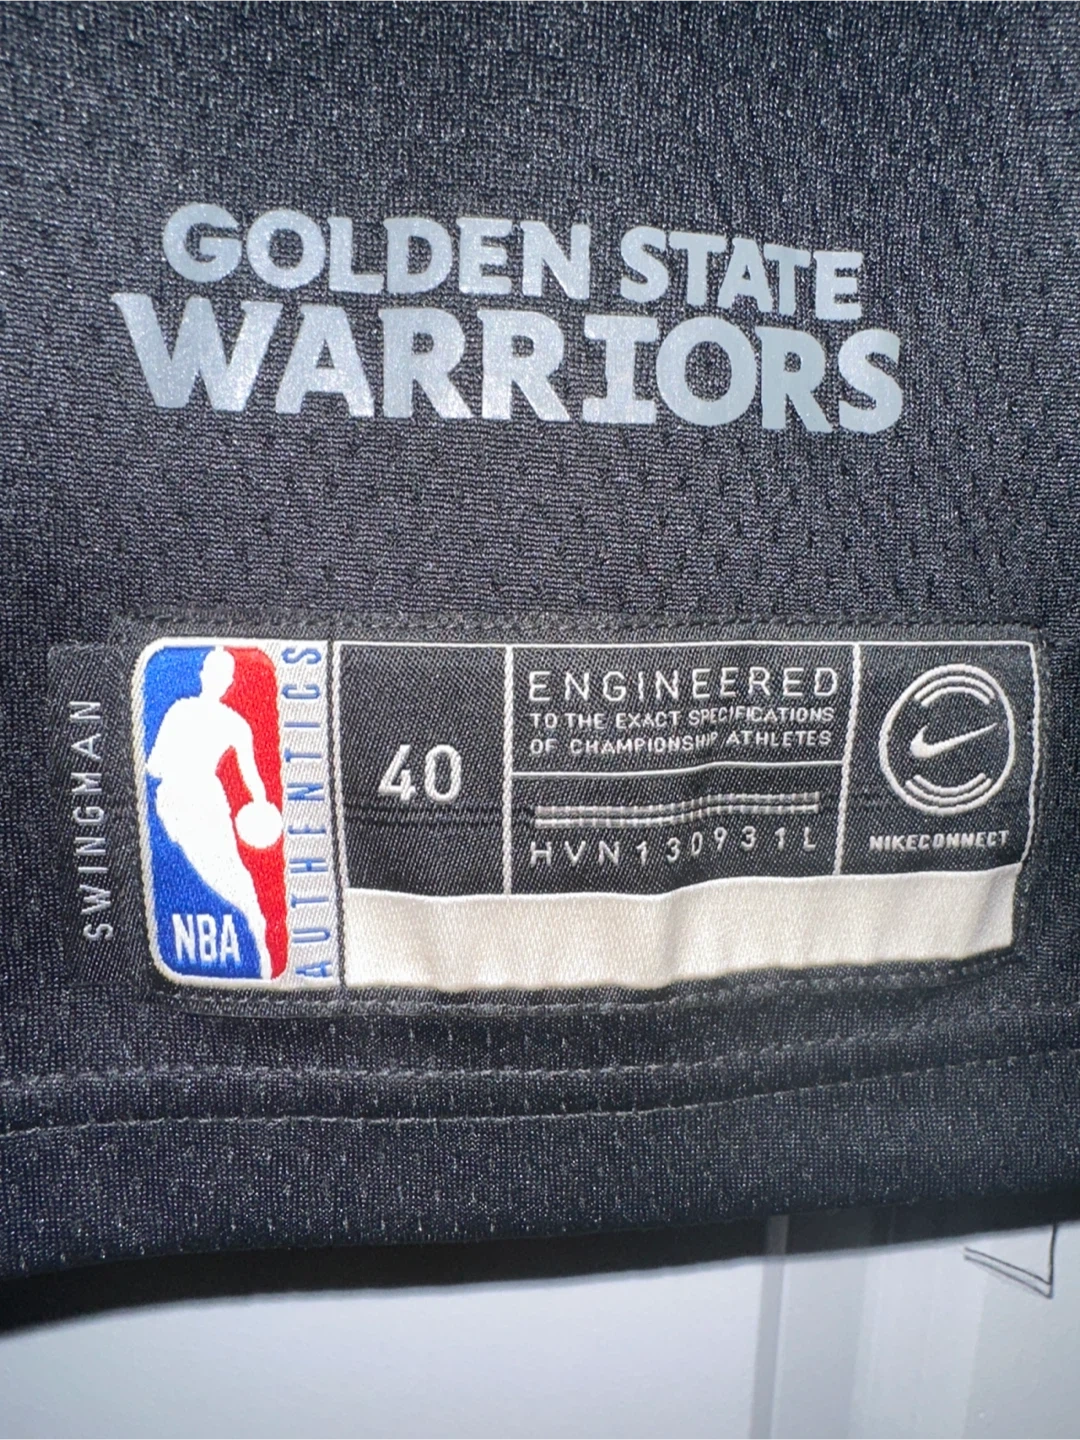 GOLDEN STATE
WARRIORS
SWINGMAN
NBA
AUTHENTICS
40
ENGINEERED
TO THE EXACT SPECIFICATIONS
OF CHAMPIONSHIP ATHLETES
HVN130931L
NIKECONNECT